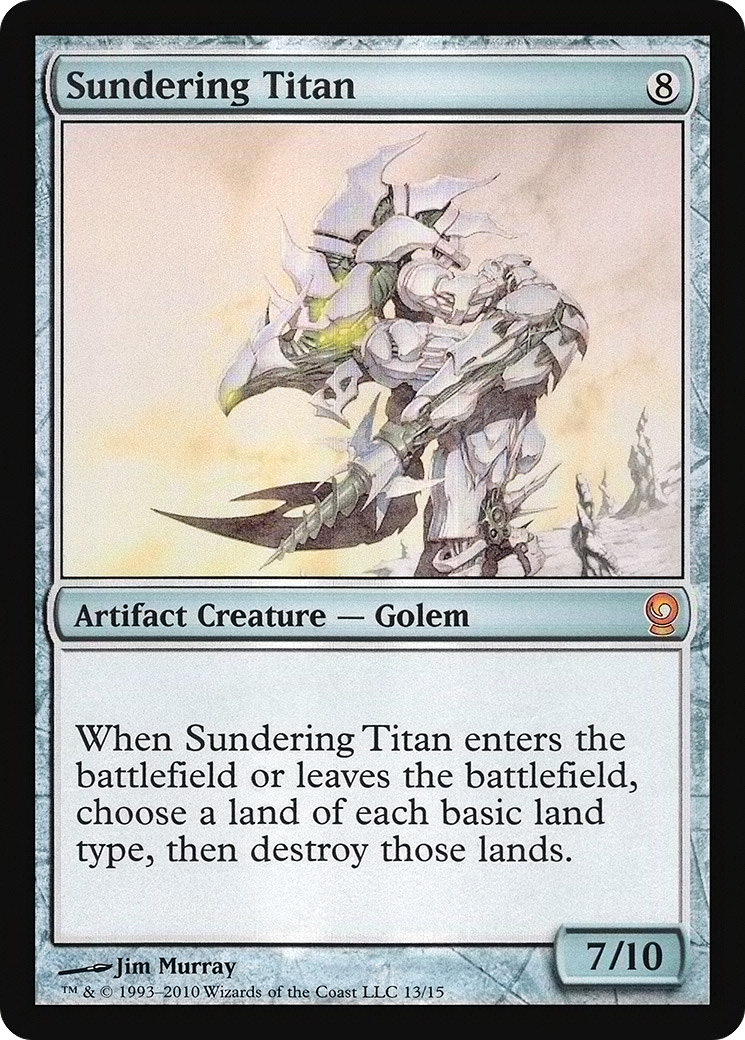 Sundering Titan 8
Artifact Creature — Golem
When Sundering Titan enters the
battlefield or leaves the battlefield,
choose a land of each basic land
type, then destroy those lands.
7/10
Jim Murray
™ & © 1993–2010 Wizards of the Coast LLC 13/15